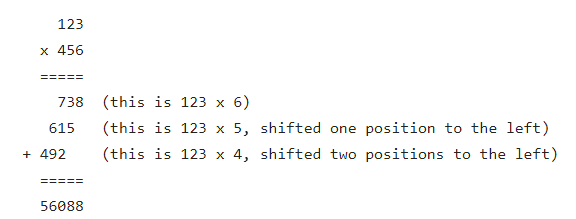 123
  x 456
  =====
    738  (this is 123 x 6)
   615   (this is 123 x 5, shifted one position to the left)
+ 492    (this is 123 x 4, shifted two positions to the left)
  =====
  56088